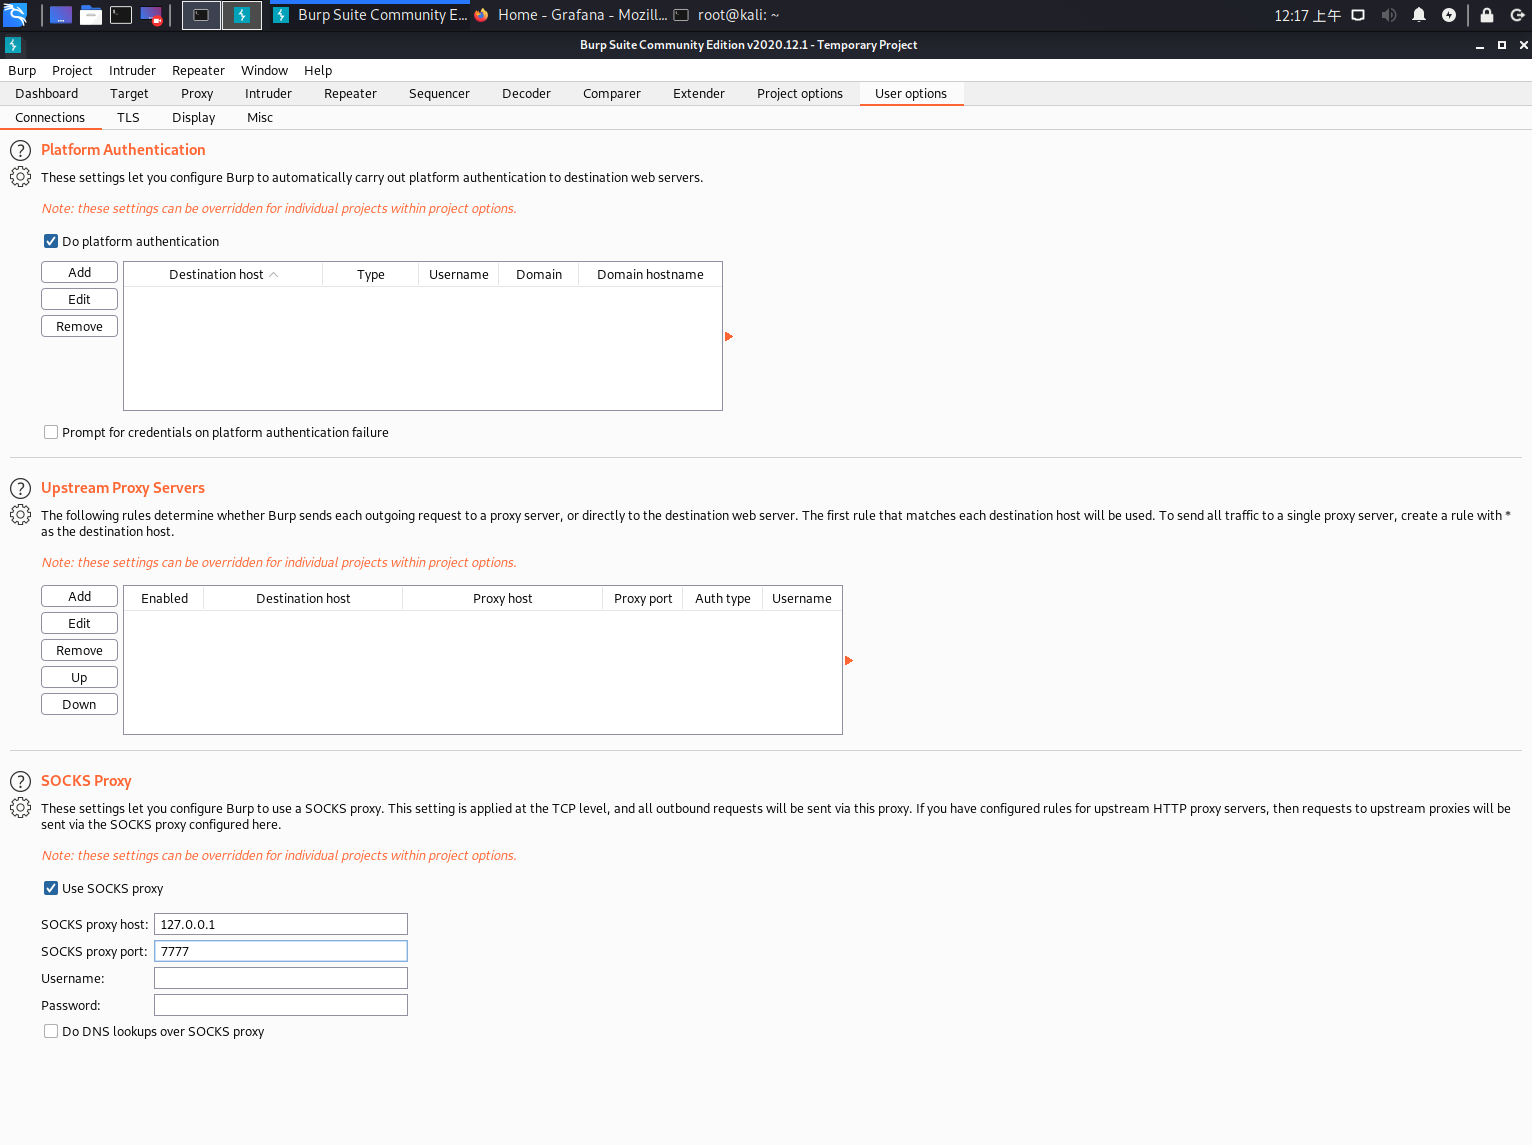 Burp Suite Community E...
Home - Grafana - Mozill...
root@kali: ~
12:17 上午
Burp Suite Community Edition v2020.12.1 - Temporary Project
Burp Project Intruder Repeater Window Help
Dashboard Target Proxy Intruder Repeater Sequencer Decoder Comparer Extender Project options User options
Connections TLS Display Misc
Platform Authentication
These settings let you configure Burp to automatically carry out platform authentication to destination web servers.
Note: these settings can be overridden for individual projects within project options.
Do platform authentication
Add
Edit
Remove
Destination host Type Username Domain Domain hostname
Prompt for credentials on platform authentication failure
Upstream Proxy Servers
The following rules determine whether Burp sends each outgoing request to a proxy server, or directly to the destination web server. The first rule that matches each destination host will be used. To send all traffic to a single proxy server, create a rule with *
as the destination host.
Note: these settings can be overridden for individual projects within project options.
Add
Edit
Remove
Up
Down
Enabled Destination host Proxy host Proxy port Auth type Username
SOCKS Proxy
These settings let you configure Burp to use a SOCKS proxy. This setting is applied at the TCP level, and all outbound requests will be sent via this proxy. If you have configured rules for upstream HTTP proxy servers, then requests to upstream proxies will be
sent via the SOCKS proxy configured here.
Note: these settings can be overridden for individual projects within project options.
Use SOCKS proxy
SOCKS proxy host: 127.0.0.1
SOCKS proxy port: 7777
Username:
Password:
Do DNS lookups over SOCKS proxy